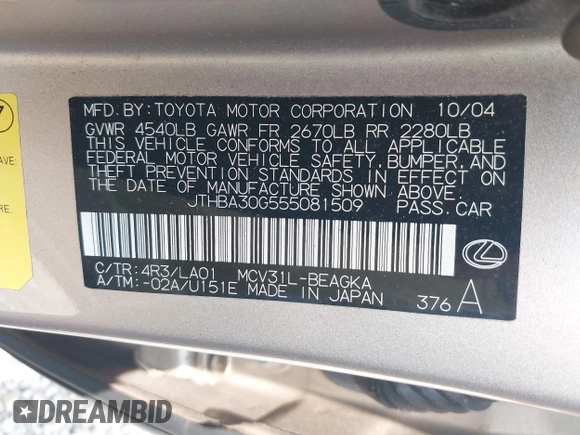 MFD. BY: TOYOTA MOTOR CORPORATION 10/04
GVWR 4540LB GAWR FR 2670LB RR 2280LB
THIS VEHICLE CONFORMS TO ALL APPLICABLE
FEDERAL MOTOR VEHICLE SAFETY, BUMPER, AND
THEFT PREVENTION STANDARDS IN EFFECT ON
THE DATE OF MANUFACTURE SHOWN ABOVE.
JTHBA30G555081509 PASS. CAR
C/TR: 4R3/LA01 MCV31L-BEAGKA
A/TM: -02A/U151E MADE IN JAPAN 376 A
7
AVE:
DREAMBID